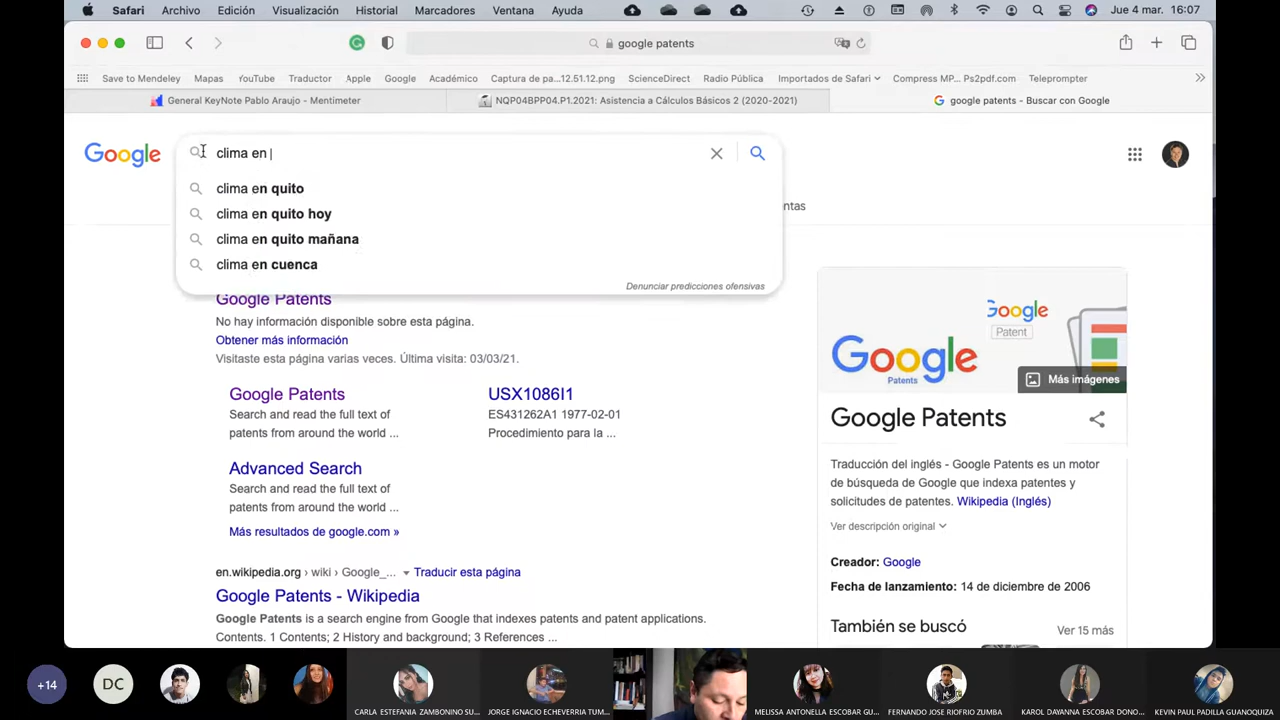 Safari Archivo Edición Visualización Historial Marcadores Ventana Ayuda Jue 4 mar. 16:07
google patents
Save to Mendeley Mapas YouTube Traductor Apple Google Académico Captura de pa...12.51.12.png ScienceDirect Radio Pública Importados de Safari Compress MP... Ps2pdf.com Teleprompter
General KeyNote Pablo Araujo - Mentimeter NQP04BPP04.P1.2021: Asistencia a Cálculos Básicos 2 (2020-2021) google patents - Buscar con Google
Google clima en
clima en quito
clima en quito hoy
clima en quito mañana
clima en cuenca
Denunciar predicciones ofensivas
ntas
Google Patents
No hay información disponible sobre esta página.
Obtener más información
Visitaste esta página varias veces. Última visita: 03/03/21.
Google Patents
Search and read the full text of
patents from around the world ...
USX1086I1
ES431262A1 1977-02-01
Procedimiento para la ...
Advanced Search
Search and read the full text of
patents from around the world ...
Más resultados de google.com »
en.wikipedia.org › wiki › Google_... Traducir esta página
Google Patents - Wikipedia
Google Patents is a search engine from Google that indexes patents and patent applications.
Contents. 1 Contents; 2 History and background; 3 References ...
Google
Patent
Google
Patents
Más imágenes
Google Patents
Traducción del inglés - Google Patents es un motor
de búsqueda de Google que indexa patentes y
solicitudes de patentes. Wikipedia (Inglés)
Ver descripción original
Creador: Google
Fecha de lanzamiento: 14 de diciembre de 2006
También se buscó Ver 15 más
+14 DC CARLA ESTEFANIA ZAMBONINO SU... JORGE IGNACIO ECHEVERRIA TUM... MELISSA ANTONELLA ESCOBAR GU... FERNANDO JOSE RIOFRIO ZUMBA KAROL DAYANNA ESCOBAR DONO... KEVIN PAUL PADILLA GUANOQUIZA